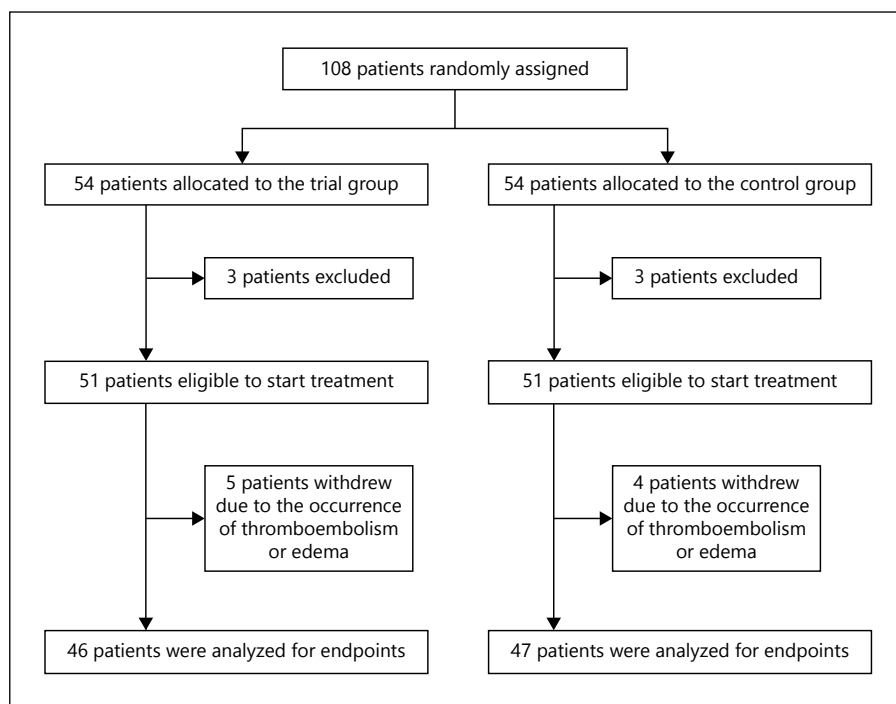 108 patients randomly assigned
54 patients allocated to the trial group
54 patients allocated to the control group
3 patients excluded
3 patients excluded
51 patients eligible to start treatment
51 patients eligible to start treatment
5 patients withdrew
due to the occurrence
of thromboembolism
or edema
4 patients withdrew
due to the occurrence
of thromboembolism
or edema
46 patients were analyzed for endpoints
47 patients were analyzed for endpoints